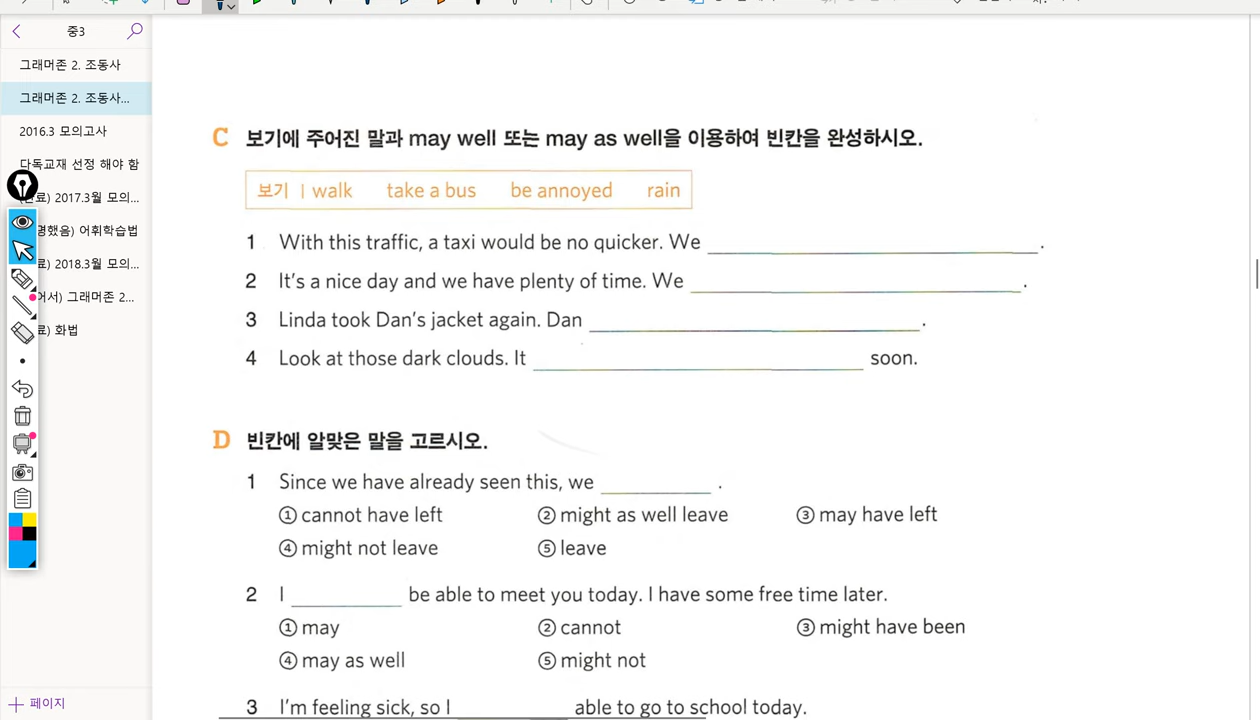 중3
그래머존 2. 조동사
그래머존 2. 조동사...
2016.3 모의고사
다독교재 선정 해야 함
료) 2017.3월 모의...
명했음) 어휘학습법
료) 2018.3월 모의...
어서) 그래머존 2...
료) 화법
페이지
C 보기에 주어진 말과 may well 또는 may as well을 이용하여 빈칸을 완성하시오.
보기 | walk take a bus be annoyed rain
1 With this traffic, a taxi would be no quicker. We ________.
2 It's a nice day and we have plenty of time. We ________.
3 Linda took Dan's jacket again. Dan ________.
4 Look at those dark clouds. It ________ soon.
D 빈칸에 알맞은 말을 고르시오.
1 Since we have already seen this, we ________ .
① cannot have left ② might as well leave ③ may have left
④ might not leave ⑤ leave
2 I ________ be able to meet you today. I have some free time later.
① may ② cannot ③ might have been
④ may as well ⑤ might not
3 I'm feeling sick, so I ________ able to go to school today.